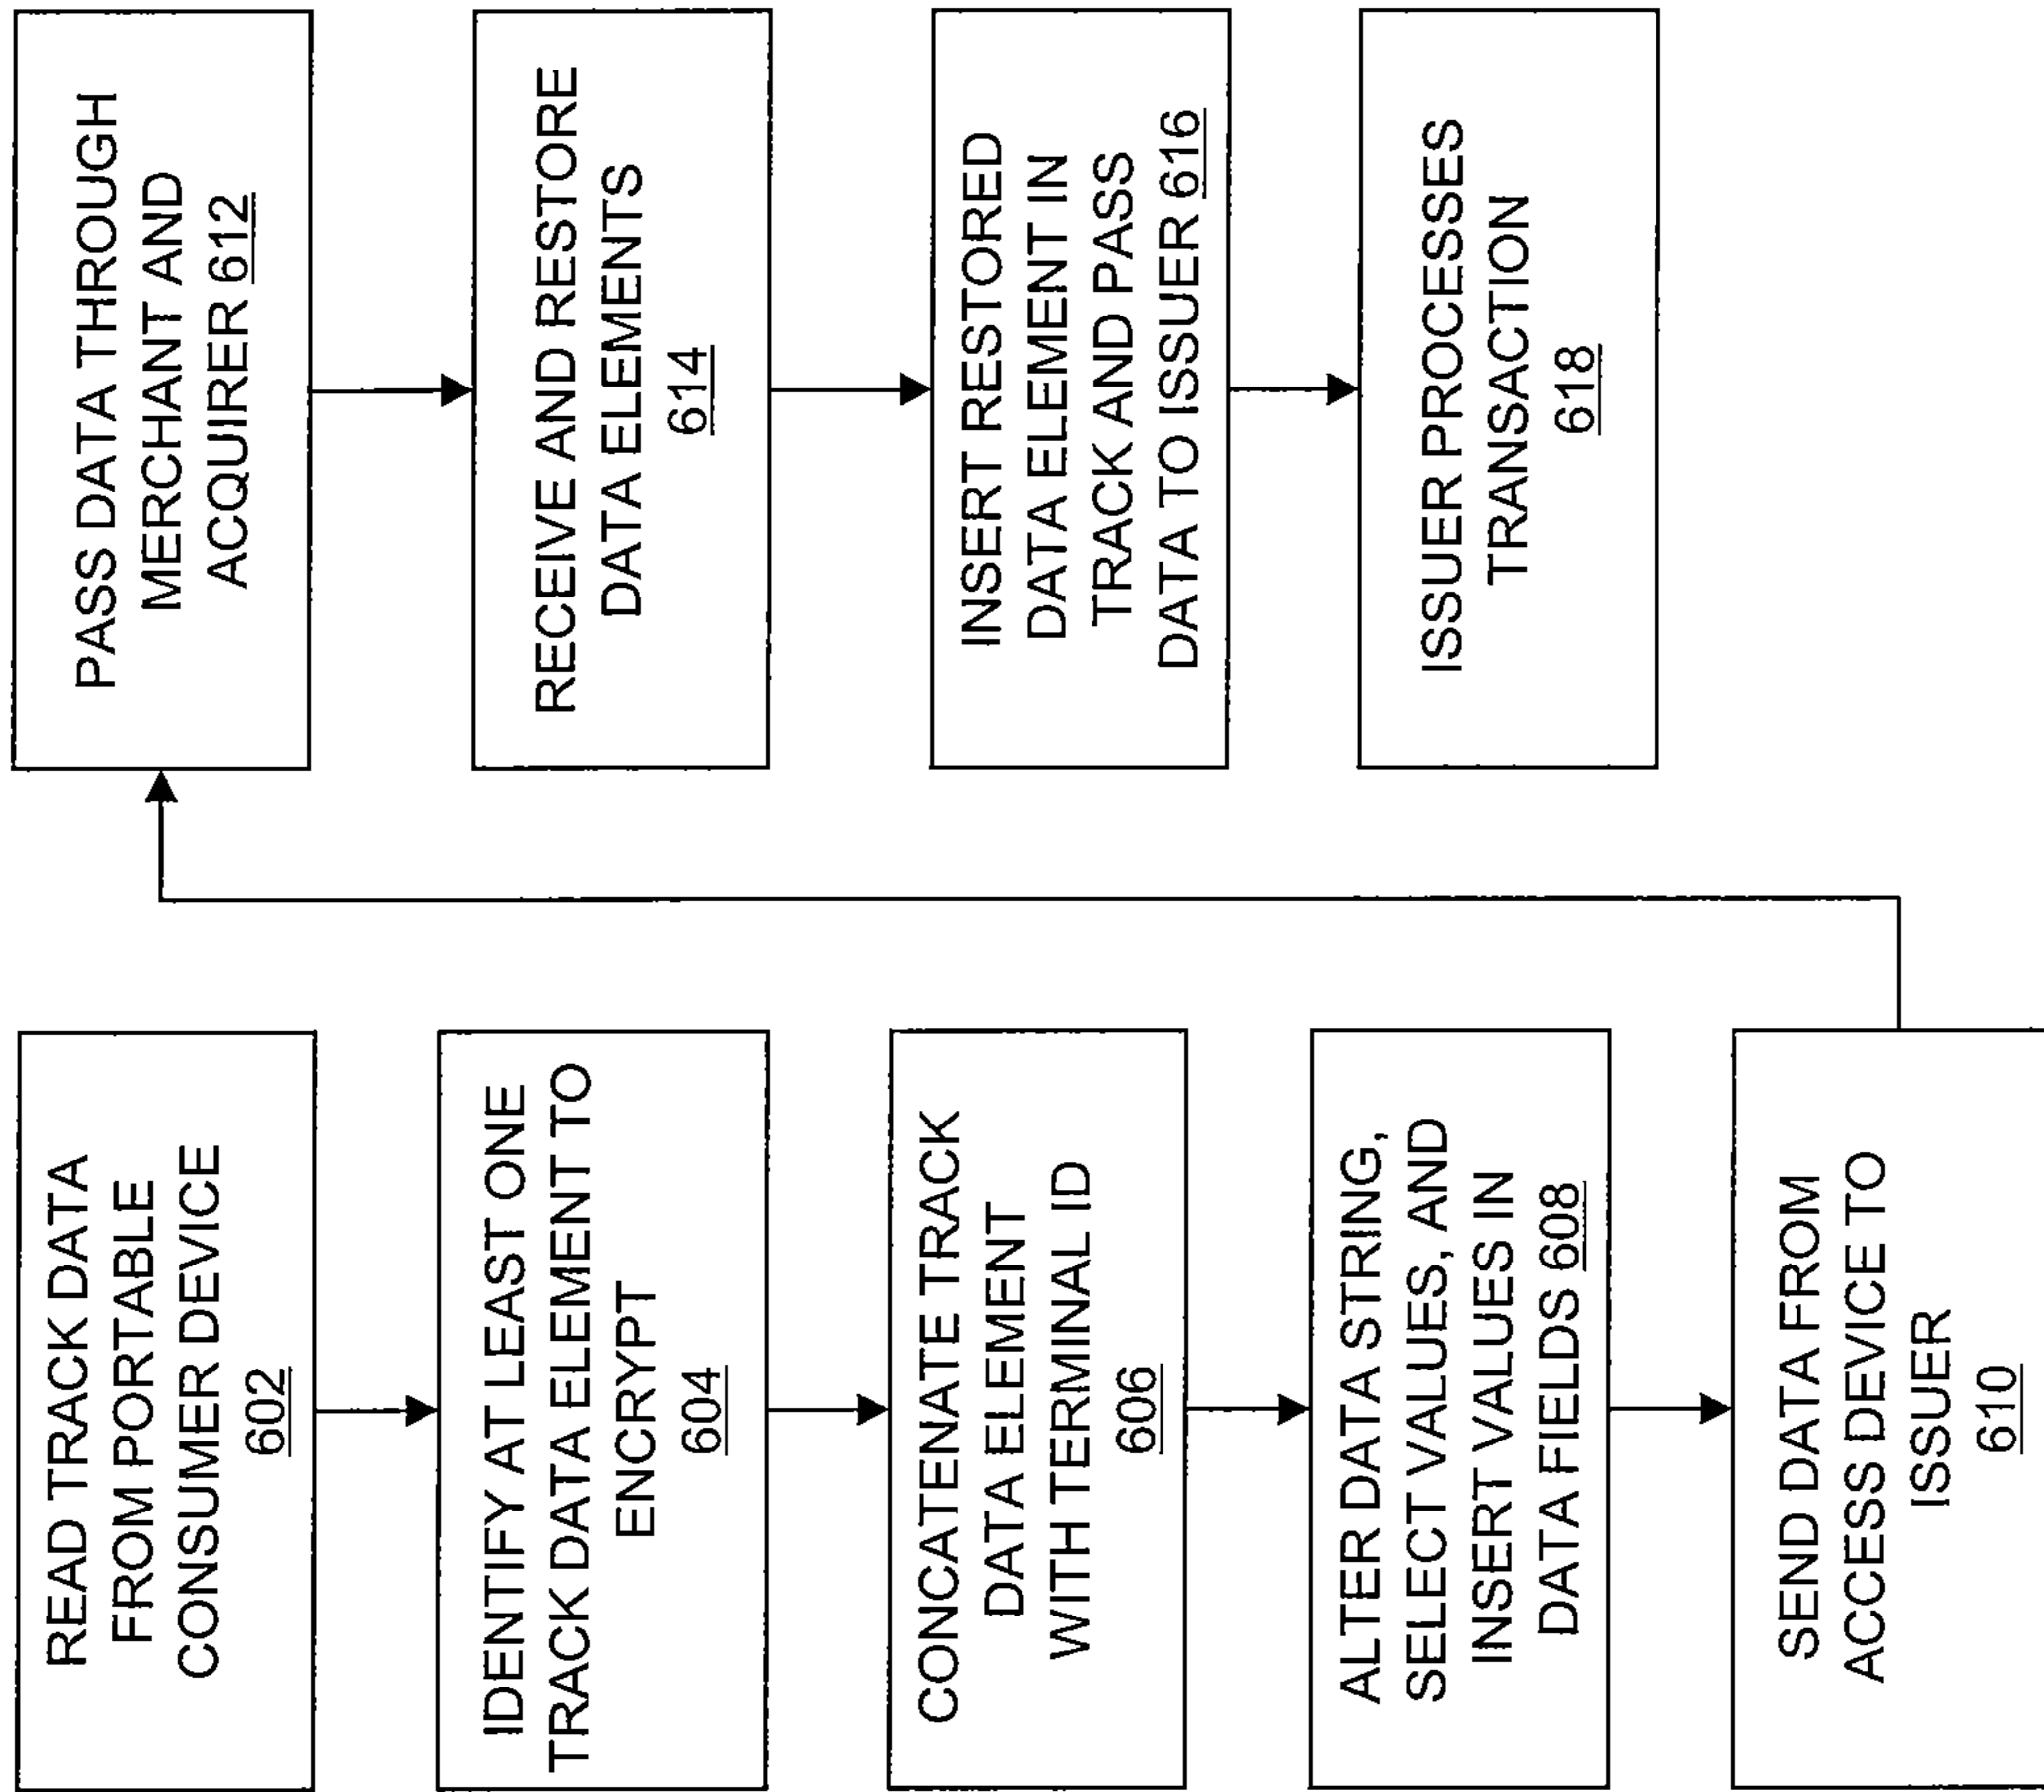 READ TRACK DATA
FROM PORTABLE
CONSUMER DEVICE
602
IDENTIFY AT LEAST ONE
TRACK DATA ELEMENT TO
ENCRYPT
604
CONCATENATE TRACK
DATA ELEMENT
WITH TERMINAL ID
606
ALTER DATA STRING,
SELECT VALUES, AND
INSERT VALUES IN
DATA FIELDS 608
SEND DATA FROM
ACCESS DEVICE TO
ISSUER
610
PASS DATA THROUGH
MERCHANT AND
ACQUIRER 612
RECEIVE AND RESTORE
DATA ELEMENTS
614
INSERT RESTORED
DATA ELEMENT IN
TRACK AND PASS
DATA TO ISSUER 616
ISSUER PROCESSES
TRANSACTION
618